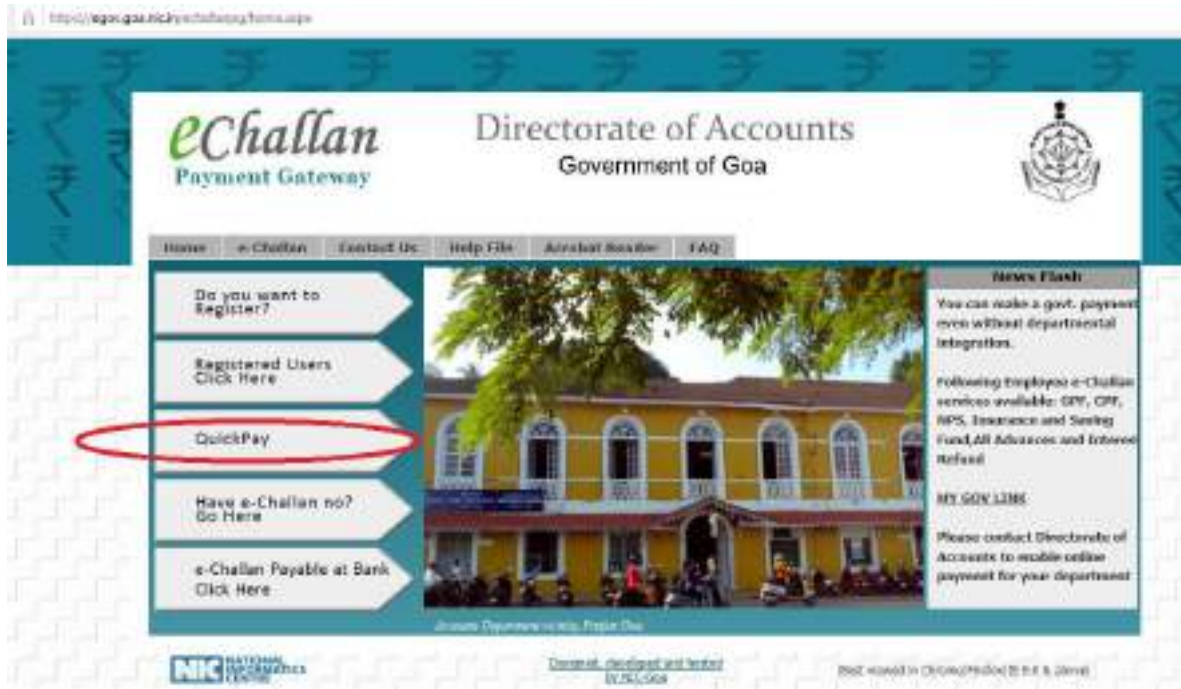 eChallan
Payment Gateway
Directorate of Accounts
Government of Goa
Home e-Challan Contact Us Help File Acrobat Reader FAQ
Do you want to
Register?
Registered Users
Click Here
QuickPay
Have e-Challan no?
Go Here
e-Challan Payable at Bank
Click Here
News Flash
You can make a govt. payment
even without departmental
integration.
Following Employee e-Challan
services available: GPF, CPF,
NPS, Insurance and Saving
Fund,All Advances and Interest
Refund
MY GOV LINK
Please contact Directorate of
Accounts to enable online
payment for your department
NIC NATIONAL
INFORMATICS
CENTRE
Designed, developed and hosted
by NIC, Goa